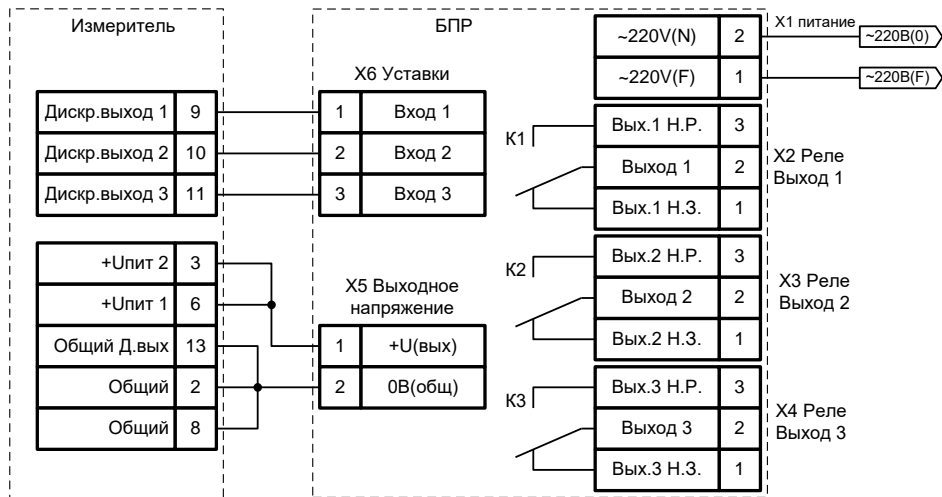 Измеритель
Дискр.выход 1 9
Дискр.выход 2 10
Дискр.выход 3 11
+Uпит 2 3
+Uпит 1 6
Общий Д.вых 13
Общий 2
Общий 8
БПР
X6 Уставки
1 Вход 1
2 Вход 2
3 Вход 3
X5 Выходное
напряжение
1 +U(вых)
2 0В(общ)
~220V(N) 2
~220V(F) 1
X1 питание
~220В(0)
~220В(F)
К1
Вых.1 Н.Р. 3
Выход 1 2
Вых.1 Н.З. 1
X2 Реле
Выход 1
К2
Вых.2 Н.Р. 3
Выход 2 2
Вых.2 Н.З. 1
X3 Реле
Выход 2
К3
Вых.3 Н.Р. 3
Выход 3 2
Вых.3 Н.З. 1
X4 Реле
Выход 3